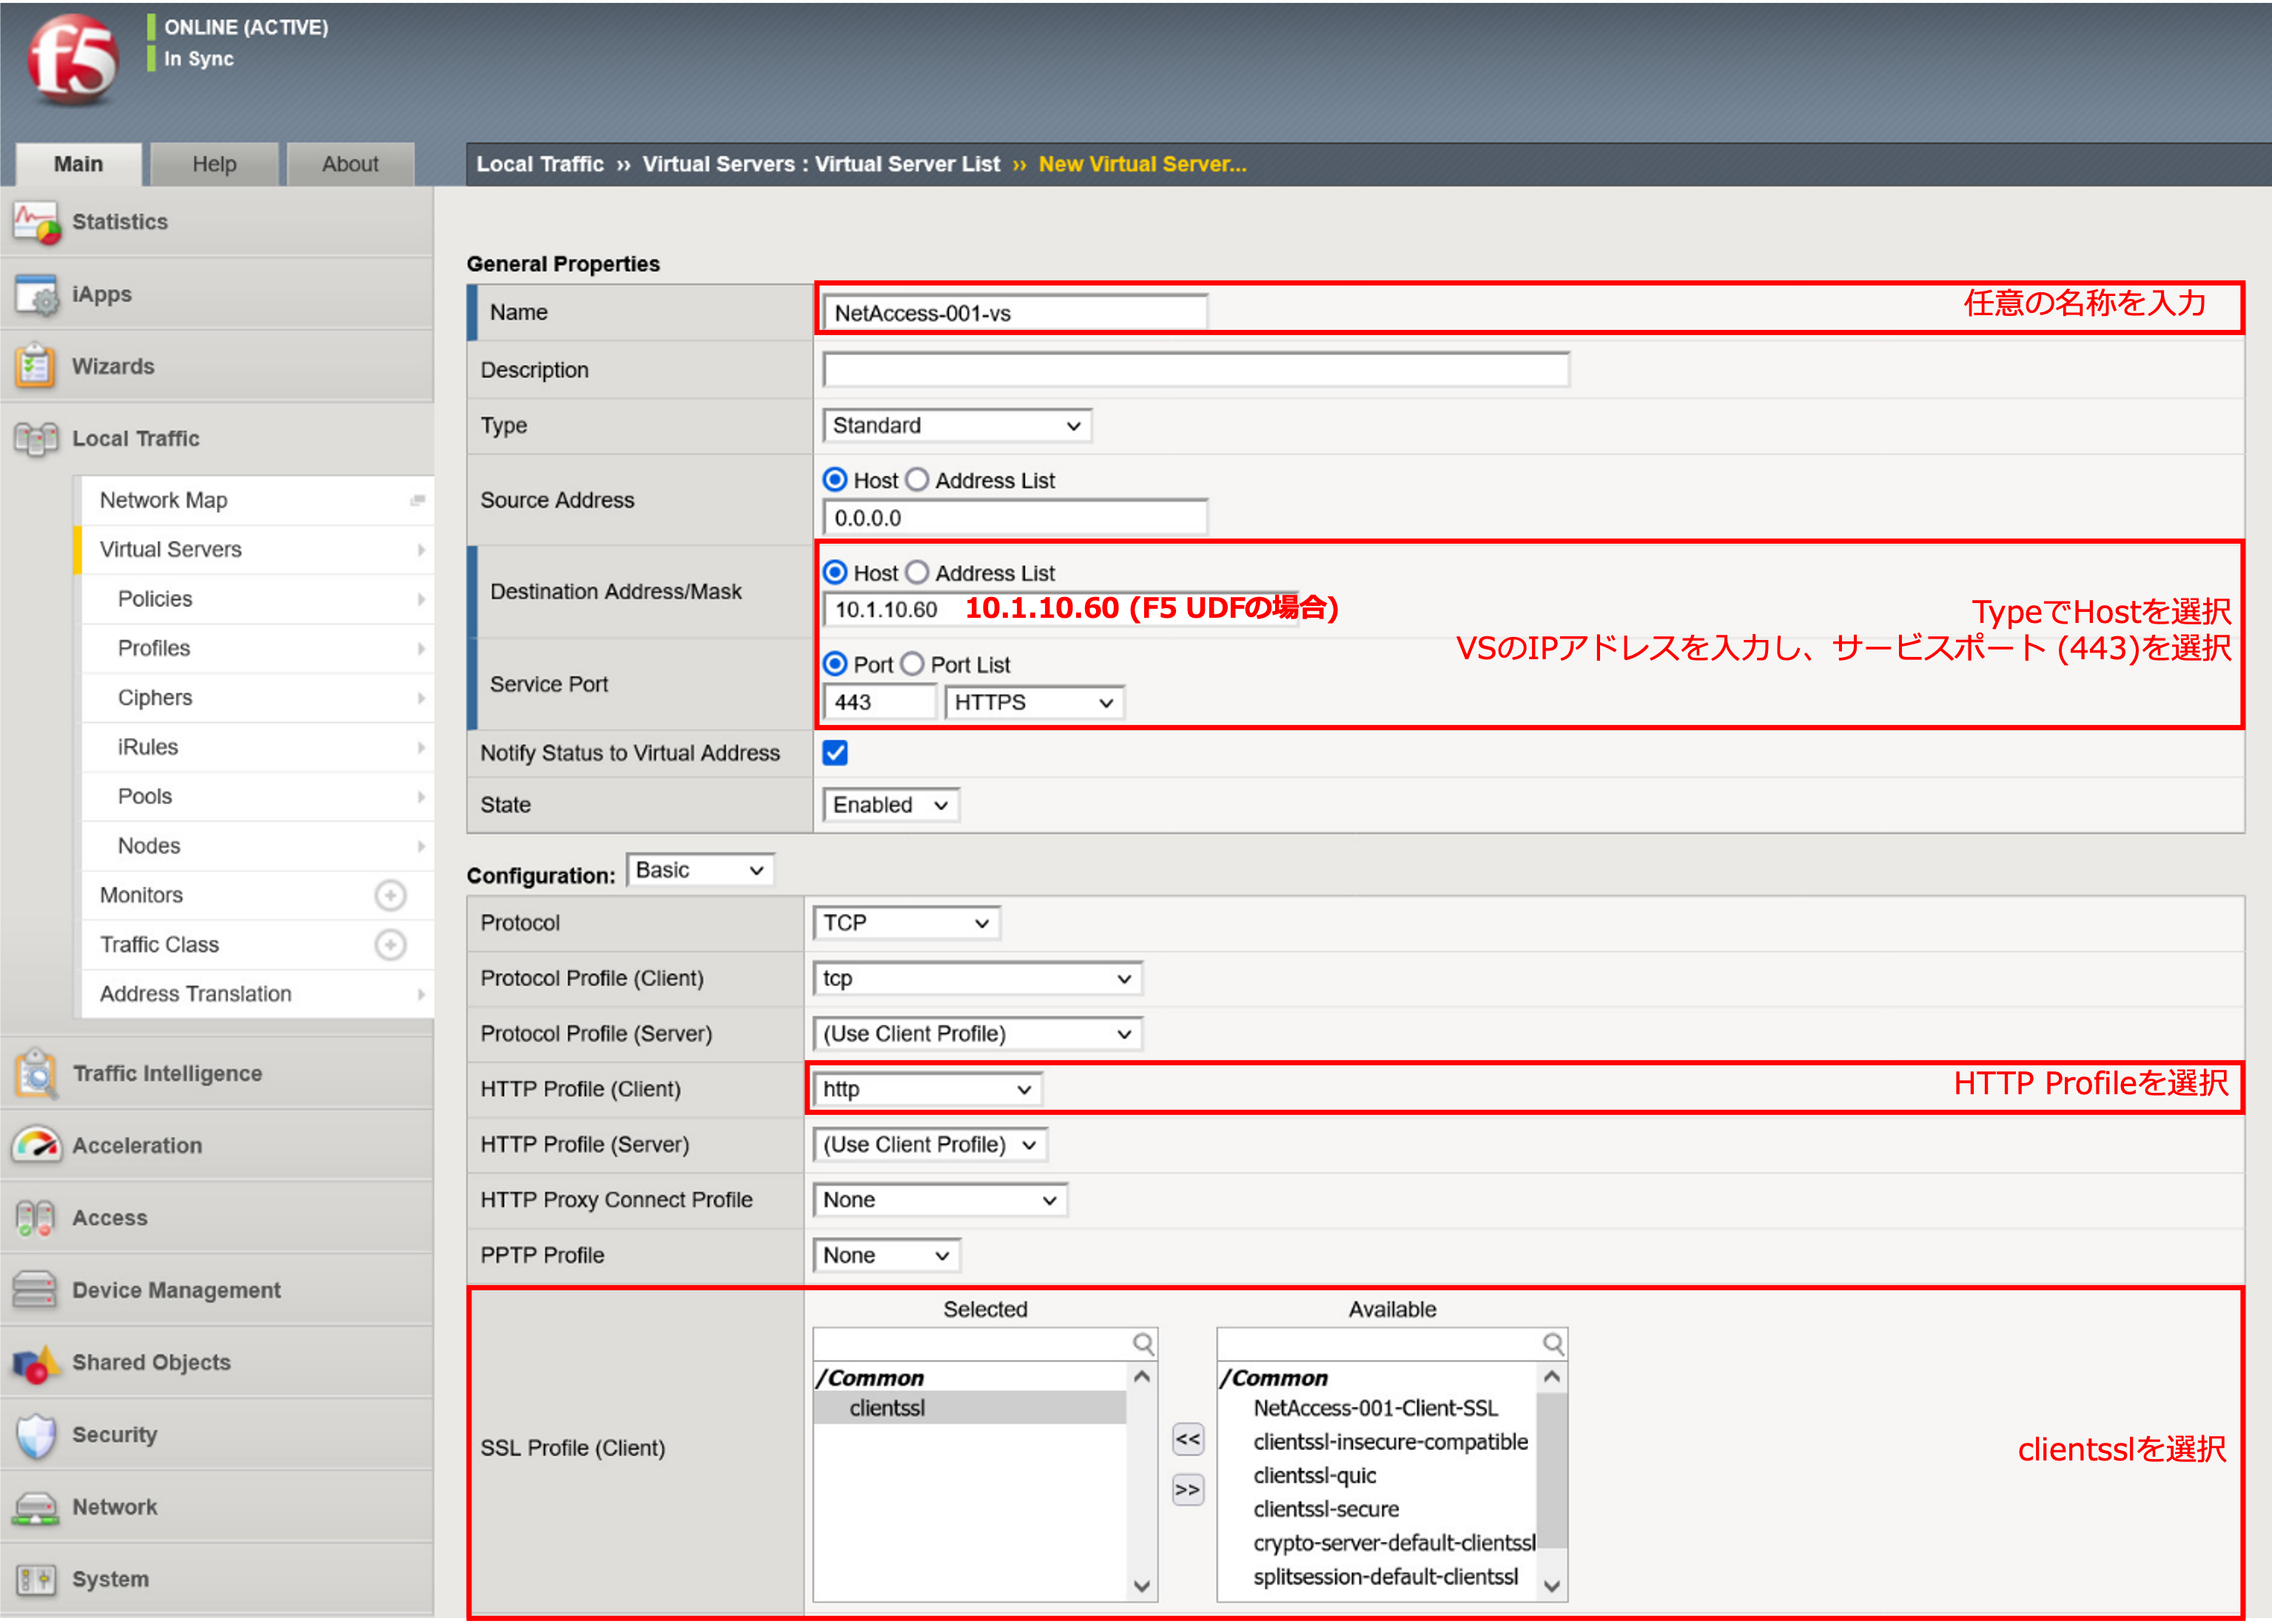 f5
ONLINE (ACTIVE)
In Sync
Main
Help
About
Local Traffic ›› Virtual Servers : Virtual Server List ›› New Virtual Server...
Statistics
iApps
Wizards
Local Traffic
Network Map
Virtual Servers
Policies
Profiles
Ciphers
iRules
Pools
Nodes
Monitors
Traffic Class
Address Translation
Traffic Intelligence
Acceleration
Access
Device Management
Shared Objects
Security
Network
System
General Properties
Name NetAccess-001-vs 任意の名称を入力
Description
Type Standard
Source Address
Host Address List
0.0.0.0
Destination Address/Mask
Host Address List
10.1.10.60 10.1.10.60 (F5 UDFの場合)
TypeでHostを選択
VSのIPアドレスを入力し、サービスポート (443)を選択
Service Port
Port Port List
443 HTTPS
Notify Status to Virtual Address
State Enabled
Configuration: Basic
Protocol TCP
Protocol Profile (Client) tcp
Protocol Profile (Server) (Use Client Profile)
HTTP Profile (Client) http HTTP Profileを選択
HTTP Profile (Server) (Use Client Profile)
HTTP Proxy Connect Profile None
PPTP Profile None
SSL Profile (Client)
Selected
/Common
clientssl
<<
>>
Available
/Common
NetAccess-001-Client-SSL
clientssl-insecure-compatible
clientssl-quic
clientssl-secure
crypto-server-default-clientssl
splitsession-default-clientssl
clientsslを選択